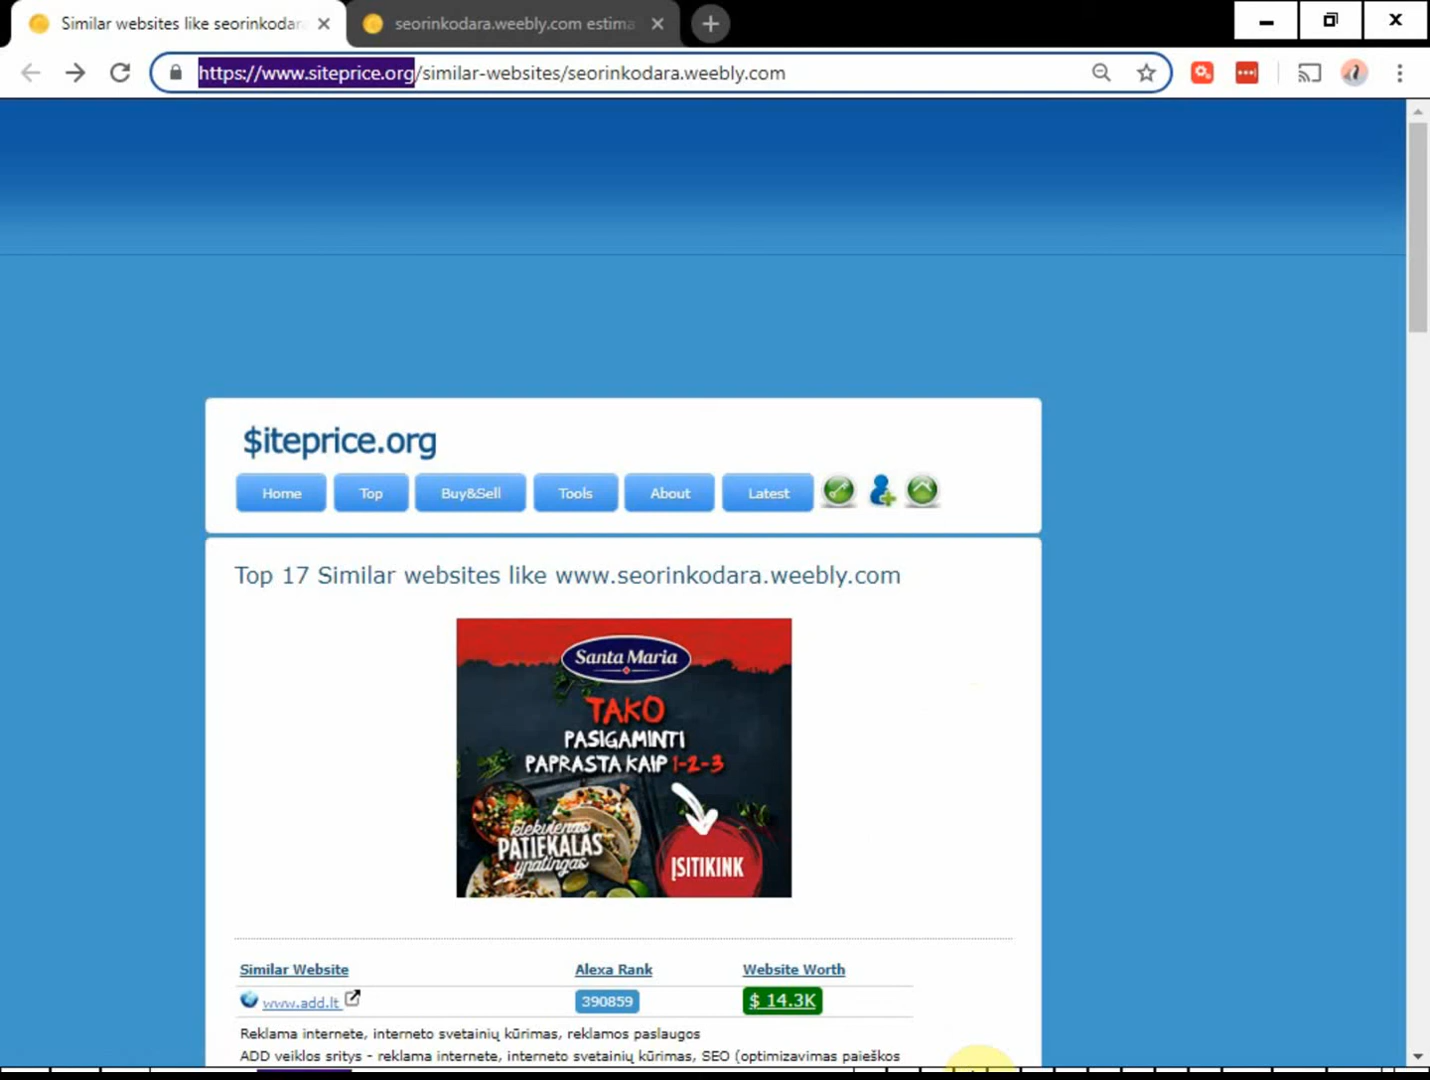 Similar websites like seorinkodar
seorinkodara.weebly.com estima
https://www.siteprice.org/similar-websites/seorinkodara.weebly.com
$iteprice.org
Home Top Buy&Sell Tools About Latest
Top 17 Similar websites like www.seorinkodara.weebly.com
Santa Maria
TAKO
PASIGAMINTI
PAPRASTA KAIP 1-2-3
kiekvienas
PATIEKALAS
ypatingas
ĮSITIKINK
Similar Website Alexa Rank Website Worth
www.add.lt 390859 $ 14.3K
Reklama internete, interneto svetainių kūrimas, reklamos paslaugos
ADD veiklos sritys - reklama internete, interneto svetainių kūrimas, SEO (optimizavimas paieškos